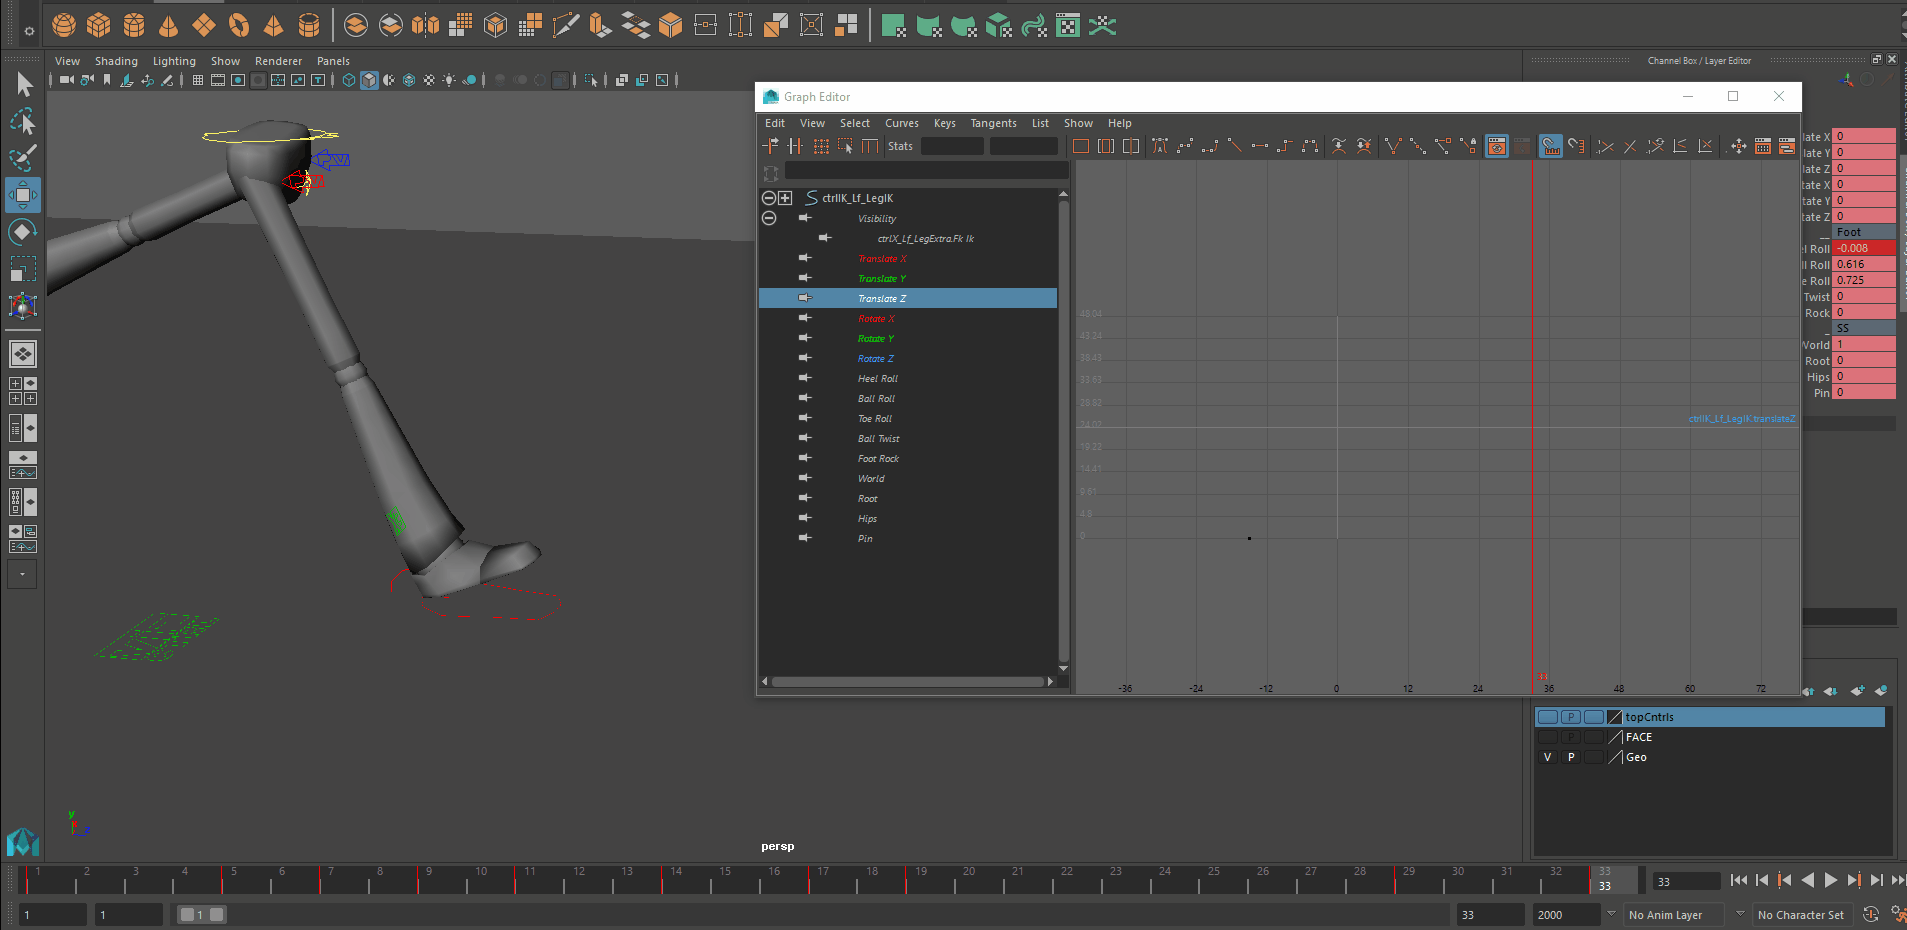 View Shading Lighting Show Renderer Panels
Channel Box / Layer Editor
Graph Editor
Edit View Select Curves Keys Tangents List Show Help
Stats
ctrlIK_Lf_LegIK
Visibility
ctrlX_Lf_LegExtra.Fk Ik
Translate X
Translate Y
Translate Z
Rotate X
Rotate Y
Rotate Z
Heel Roll
Ball Roll
Toe Roll
Ball Twist
Foot Rock
World
Root
Hips
Pin
48.04
43.24
38.43
33.63
28.82
24.02
19.22
14.41
9.61
4.8
0
ctrlIK_Lf_LegIK.translateZ
33
-36 -24 -12 0 12 24 36 48 60 72
late X 0
late Y 0
late Z 0
tate X 0
tate Y 0
tate Z 0
__ Foot
l Roll -0.008
ll Roll 0.616
e Roll 0.725
Twist 0
Rock 0
_ SS
World 1
Root 0
Hips 0
Pin 0
P topCntrls
P FACE
V P Geo
y
z
persp
1 2 3 4 5 6 7 8 9 10 11 12 13 14 15 16 17 18 19 20 21 22 23 24 25 26 27 28 29 30 31 32 33
33
33
1 1 1 33 2000 No Anim Layer No Character Set